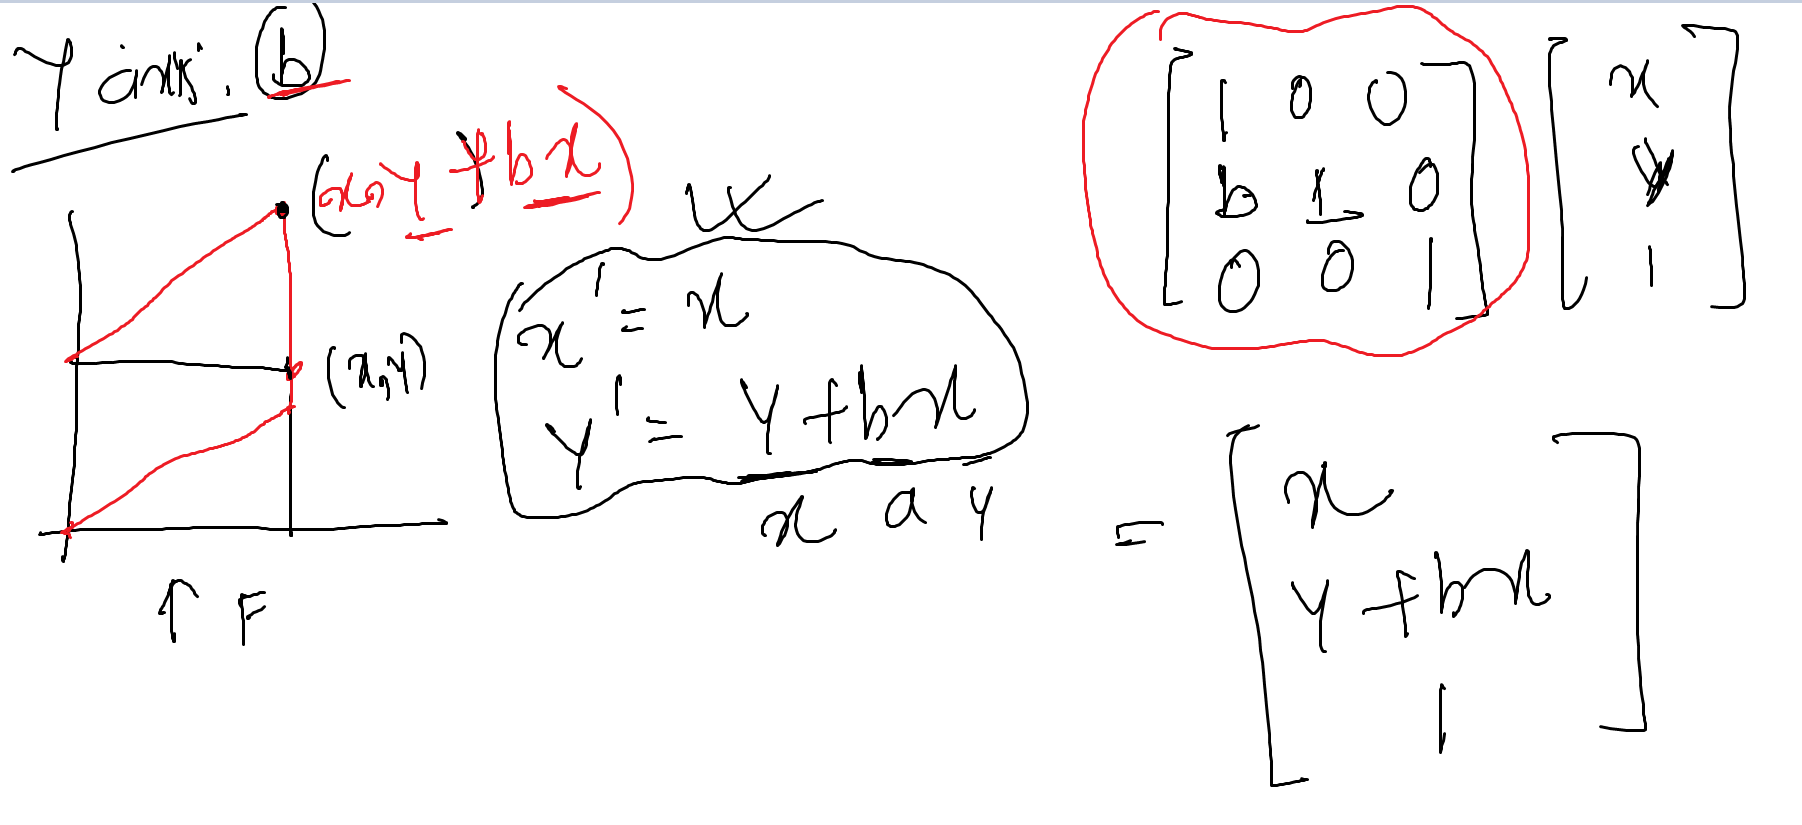 Y axis. b
(x, y + bx)
(x, y)
↑ F
x' = x
y' = y + bx
x a y
[ 1 0 0 ] [ x ]
[ b 1 0 ] [ y ]
[ 0 0 1 ] [ 1 ]
= [ x ]
[ y + bx ]
[ 1 ]